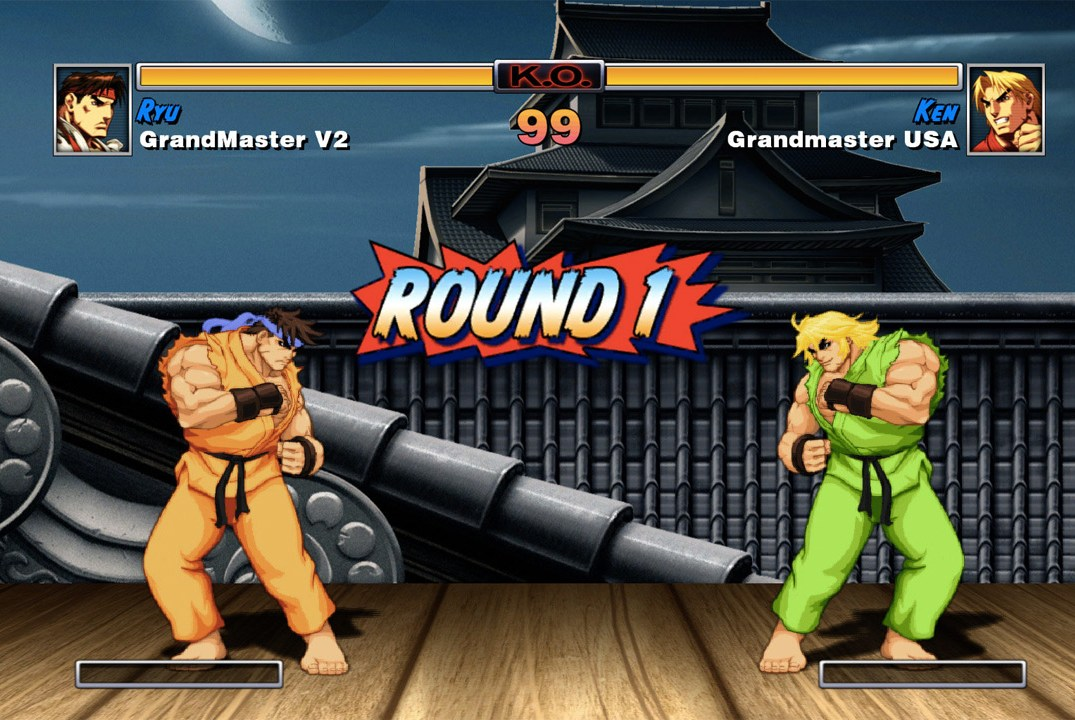 K.O.
Ryu
Ken
GrandMaster V2
99
Grandmaster USA
ROUND 1